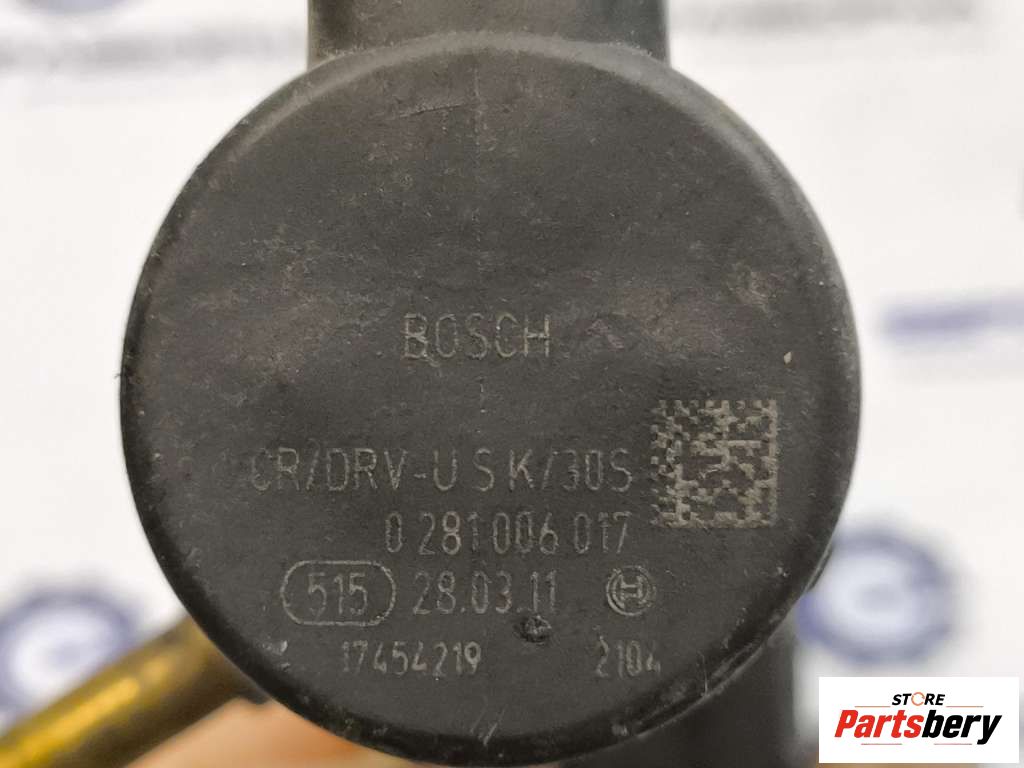 BOSCH
CR/DRV-U S K/30S
0 281 006 017
515 28.03.11
17454219 2104
STORE
Partsbery